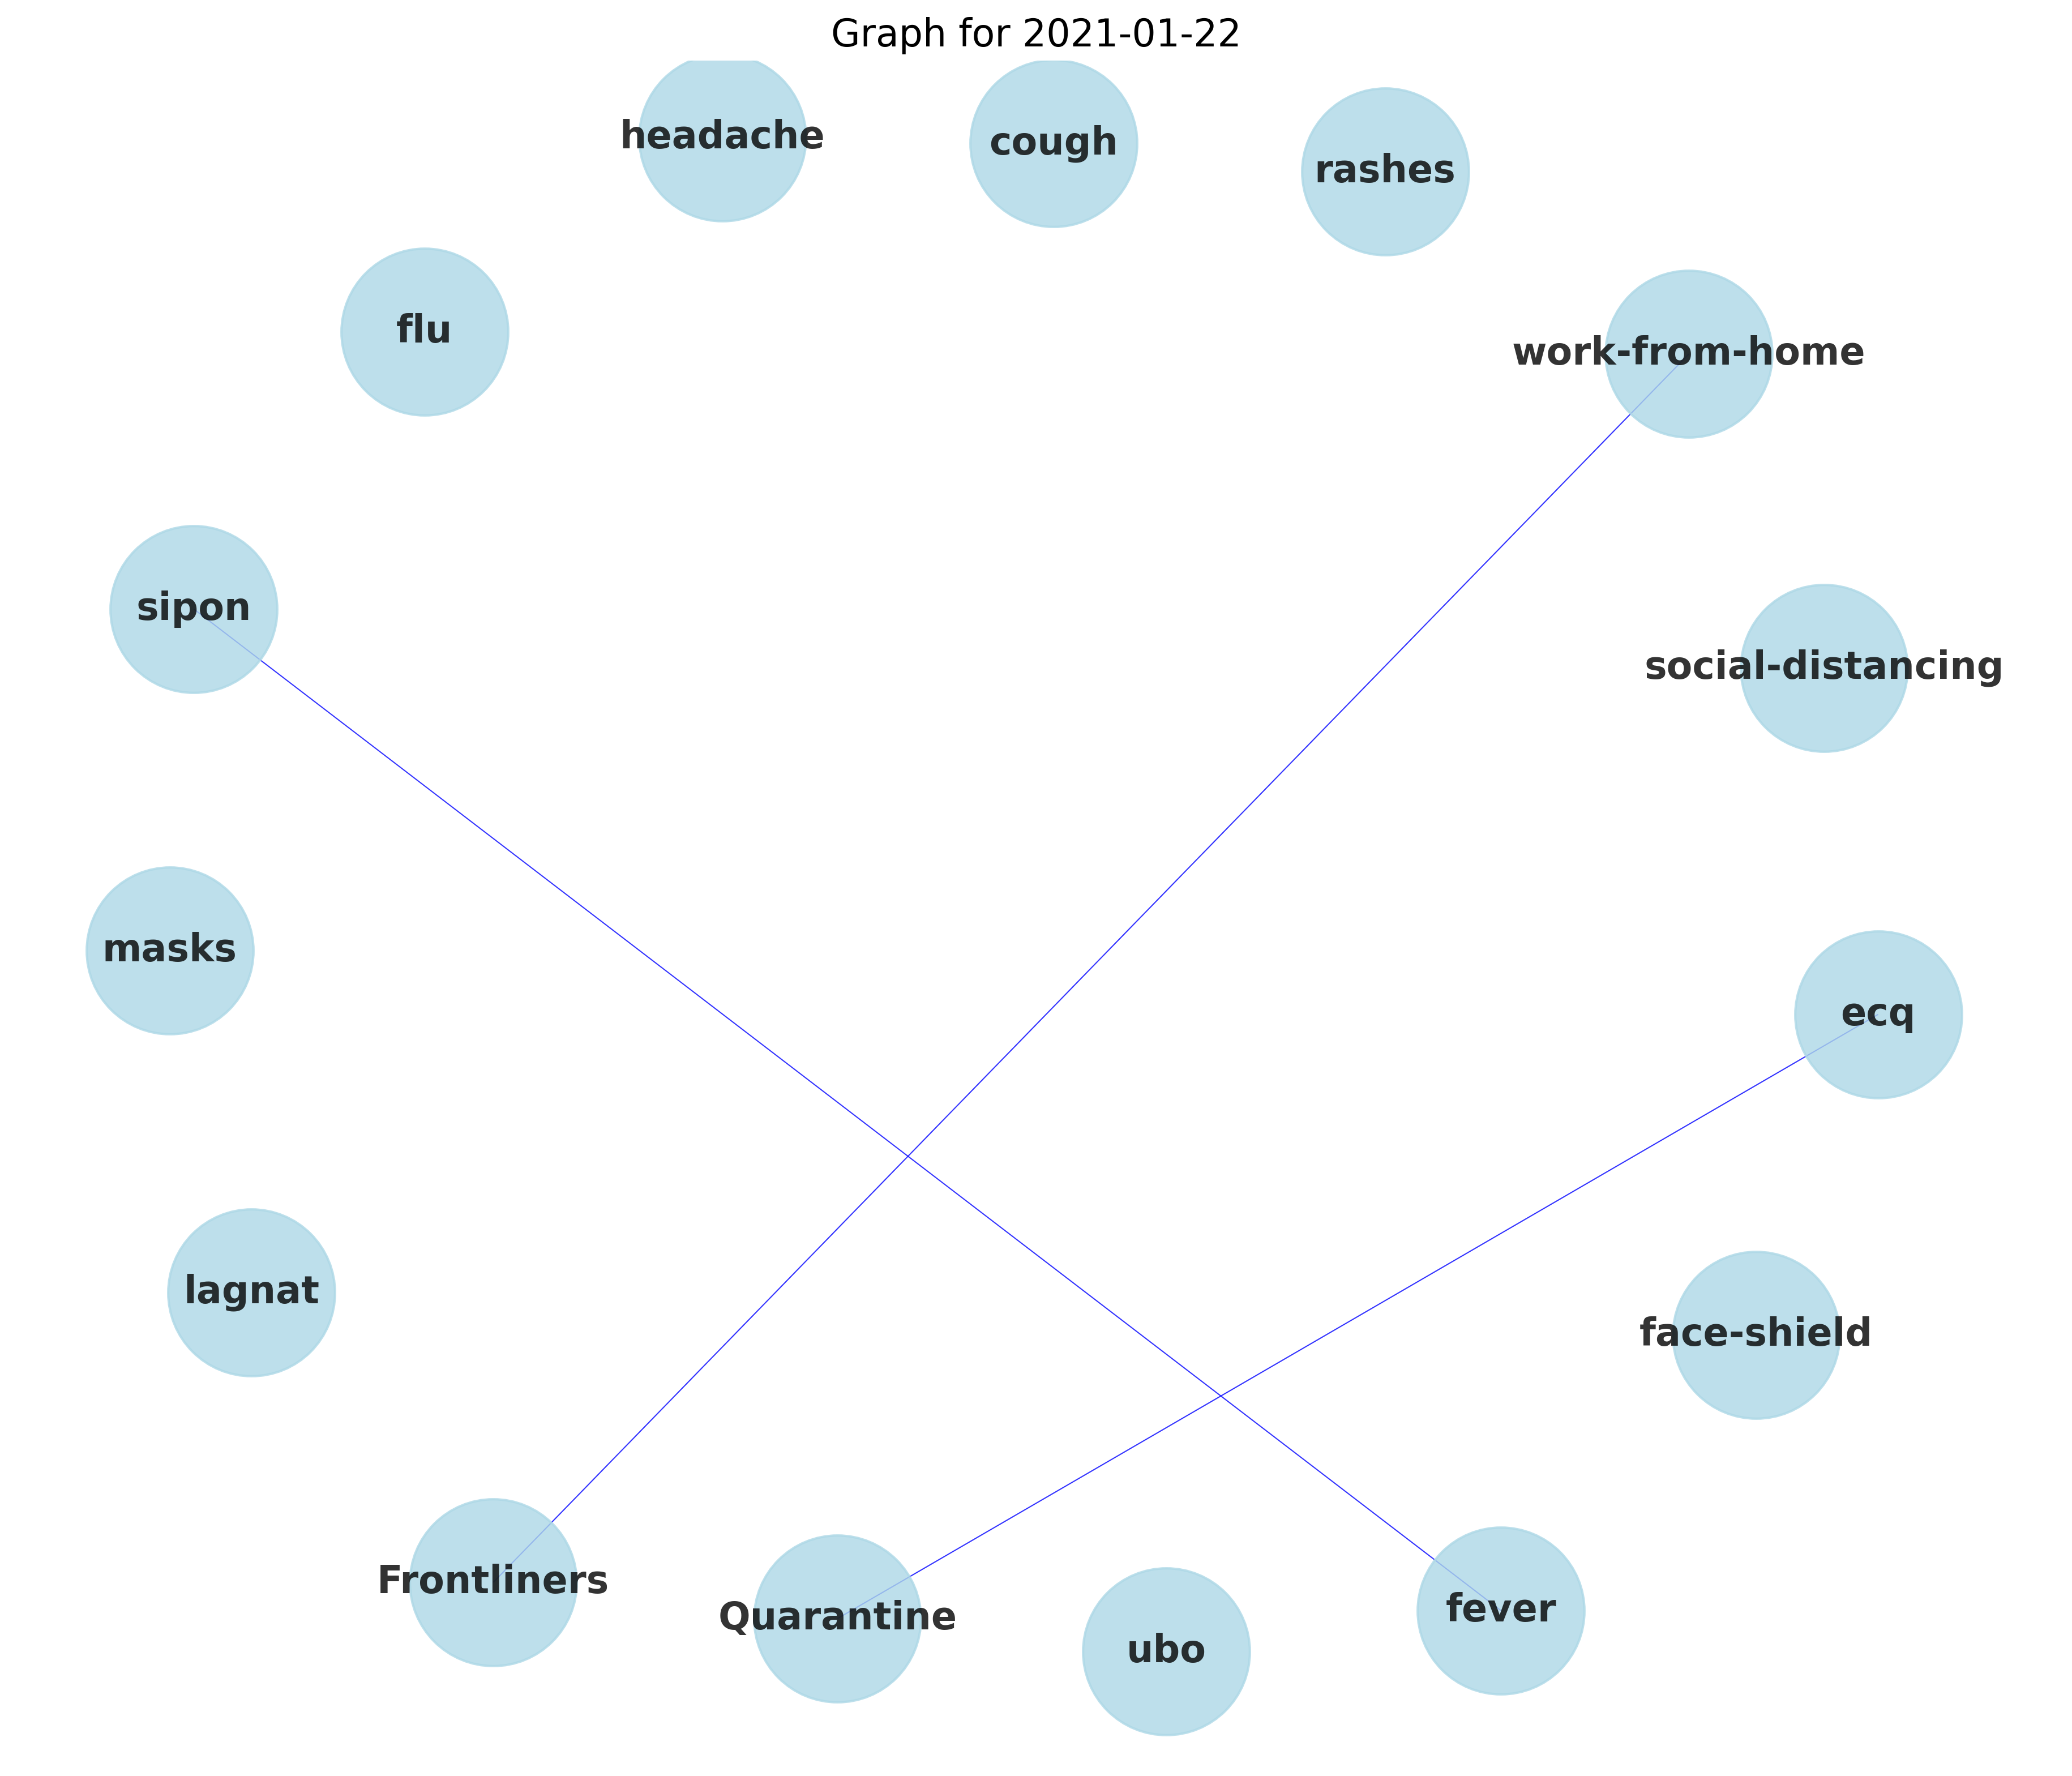 Graph for 2021-01-22
headache
cough
rashes
flu
work-from-home
sipon
social-distancing
masks
ecq
lagnat
face-shield
Frontliners
Quarantine
ubo
fever